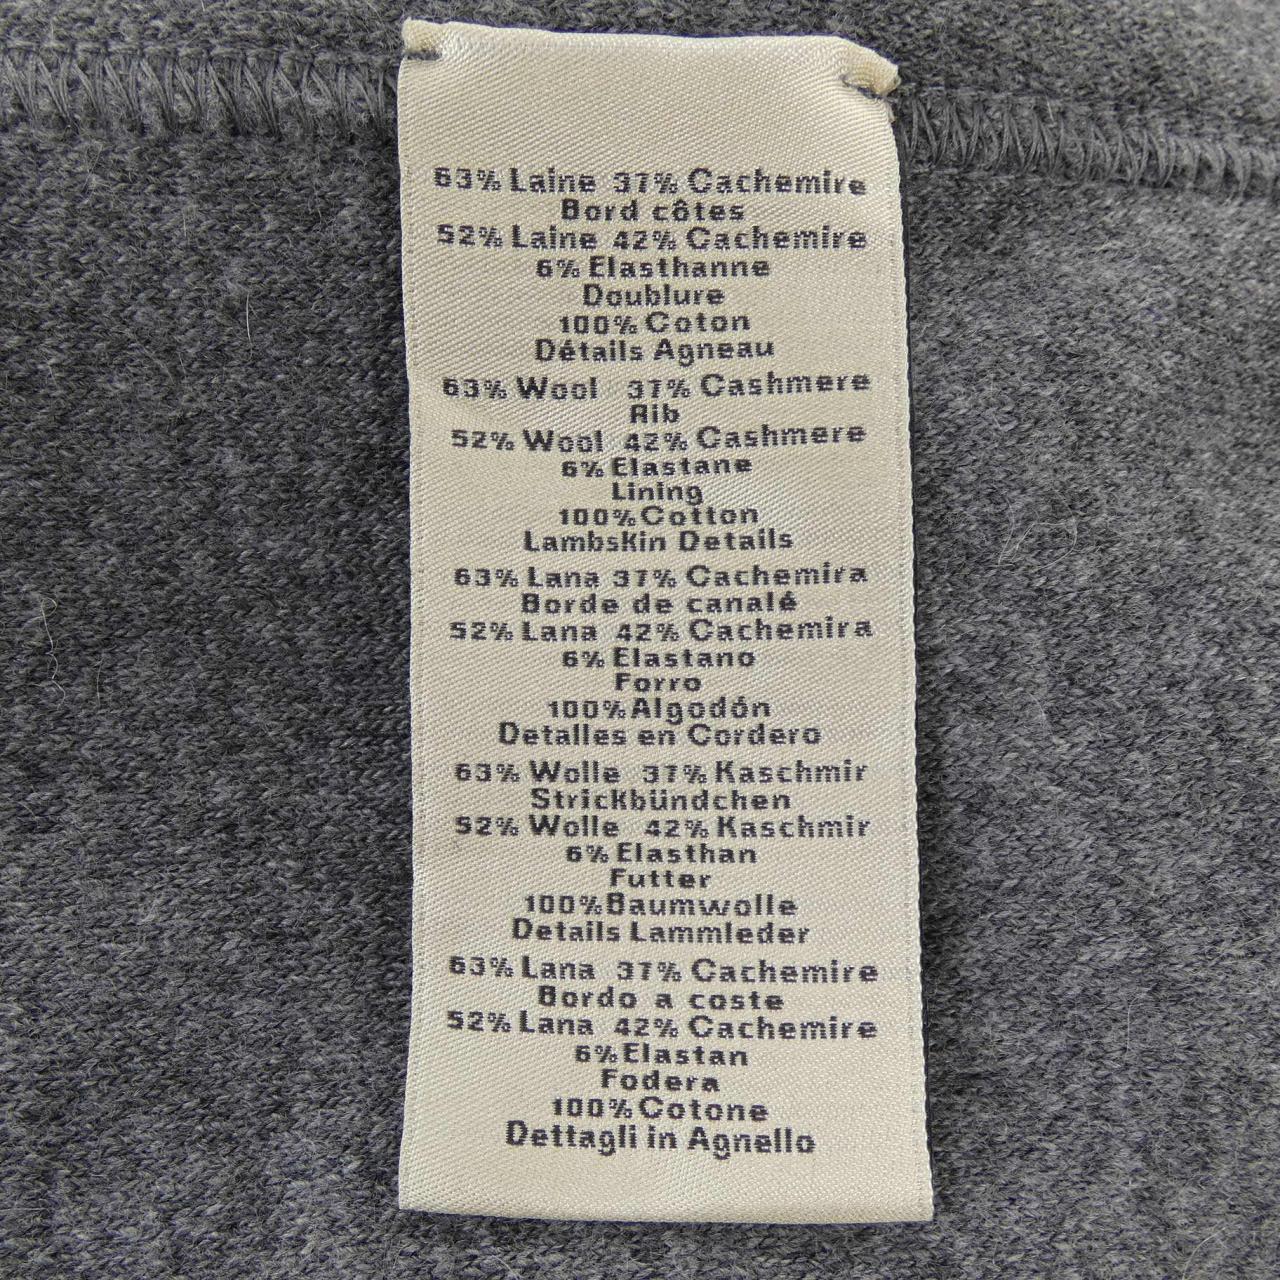 63% Laine 37% Cachemire
Bord côtes
52% Laine 42% Cachemire
6% Elasthanne
Doublure
100% Coton
Détails Agneau
63% Wool 37% Cashmere
Rib
52% Wool 42% Cashmere
6% Elastane
Lining
100% Cotton
Lambskin Details
63% Lana 37% Cachemira
Borde de canalé
52% Lana 42% Cachemira
6% Elastano
Forro
100% Algodón
Detalles en Cordero
63% Wolle 37% Kaschmir
Strickbündchen
52% Wolle 42% Kaschmir
6% Elasthan
Futter
100% Baumwolle
Details Lammleder
63% Lana 37% Cachemire
Bordo a coste
52% Lana 42% Cachemire
6% Elastan
Fodera
100% Cotone
Dettagli in Agnello